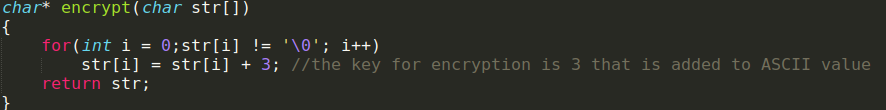 char* encrypt(char str[])
{
    for(int i = 0;str[i] != '\0'; i++)
        str[i] = str[i] + 3; //the key for encryption is 3 that is added to ASCII value
    return str;
}